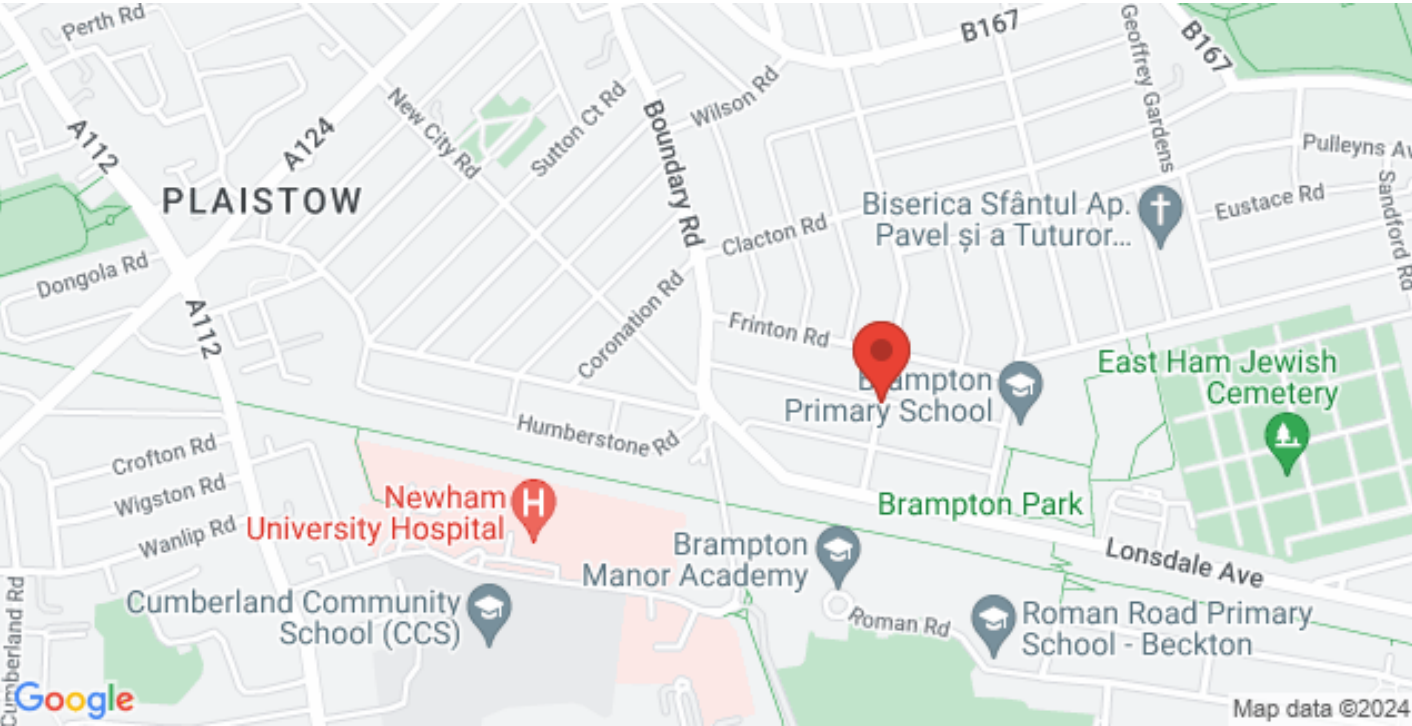 Perth Rd
B167
B167
Geoffrey Gardens
A112
A124
New City Rd
Sutton Ct Rd
Boundary Rd
Wilson Rd
Pulleyns Av
PLAISTOW
Biserica Sfântul Ap.
Pavel și a Tuturor...
Eustace Rd
Sandford Rd
Clacton Rd
Dongola Rd
A112
Coronation Rd
Frinton Rd
Brampton
Primary School
East Ham Jewish
Cemetery
Humberstone Rd
Crofton Rd
Wigston Rd
Wanlip Rd
Newham
University Hospital
H
Brampton Park
Brampton
Manor Academy
Lonsdale Ave
Cumberland Community
School (CCS)
Roman Rd
Roman Road Primary
School - Beckton
Cumberland Rd
Google
Map data ©2024